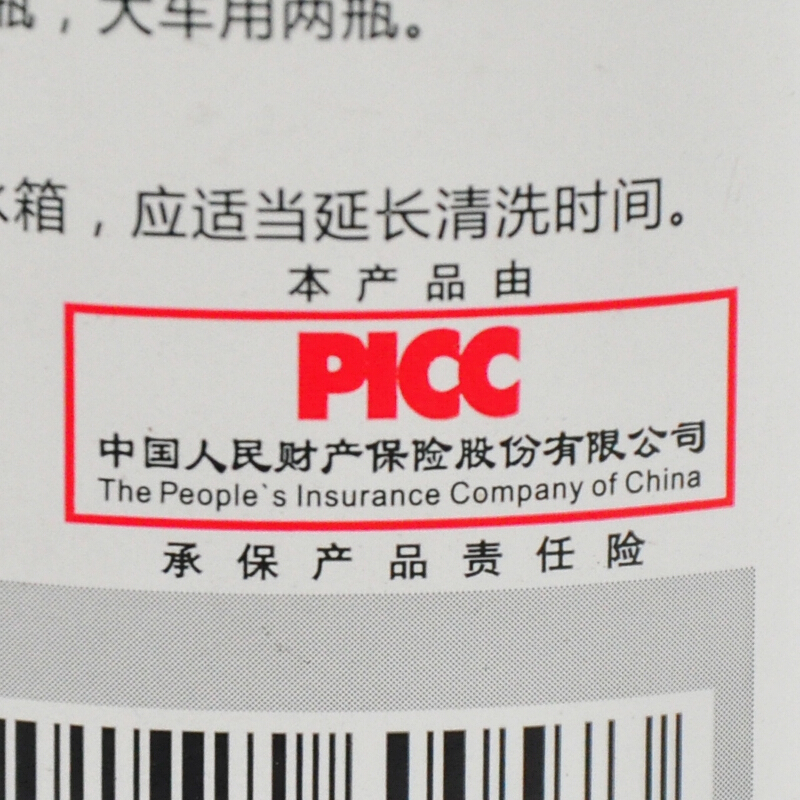 瓶，大车用两瓶。
水箱，应适当延长清洗时间。
本产品由
PICC
中国人民财产保险股份有限公司
The People`s Insurance Company of China
承保产品责任险